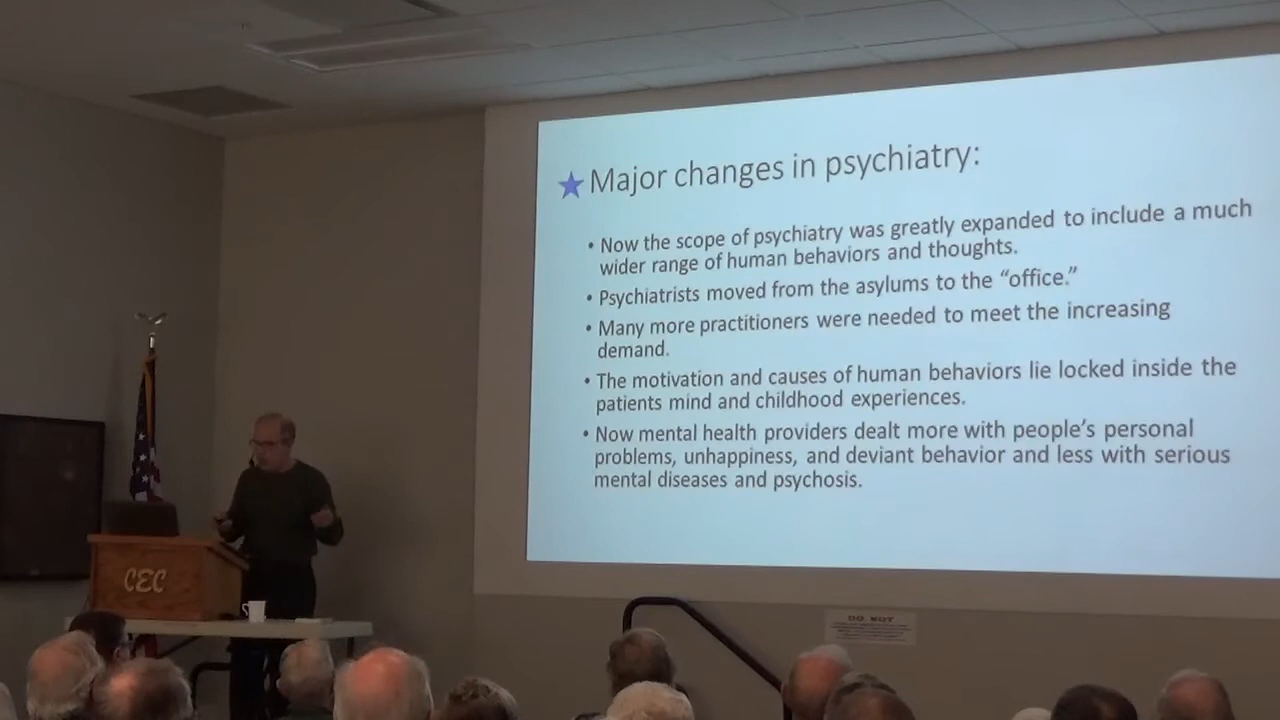 ★ Major changes in psychiatry:
• Now the scope of psychiatry was greatly expanded to include a much
wider range of human behaviors and thoughts.
• Psychiatrists moved from the asylums to the “office.”
• Many more practitioners were needed to meet the increasing
demand.
• The motivation and causes of human behaviors lie locked inside the
patients mind and childhood experiences.
• Now mental health providers dealt more with people’s personal
problems, unhappiness, and deviant behavior and less with serious
mental diseases and psychosis.
CEC
DO NOT